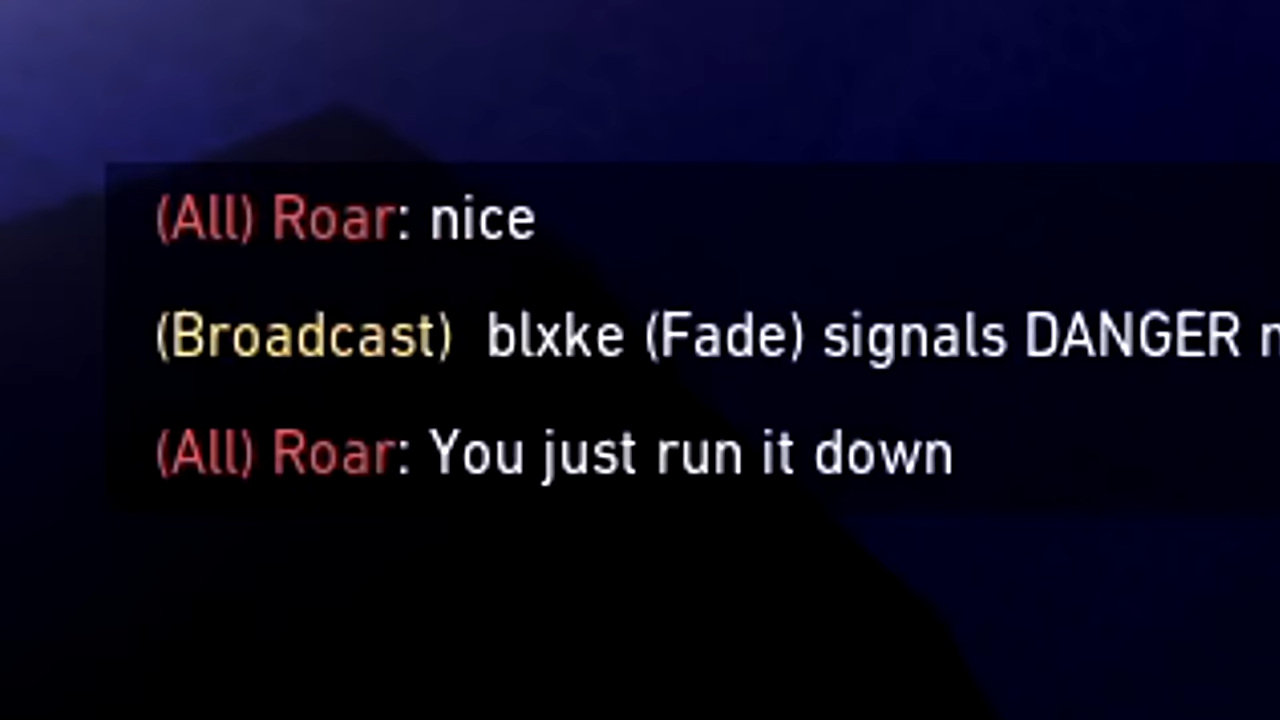 (All) Roar: nice
(Broadcast) blxke (Fade) signals DANGER
(All) Roar: You just run it down